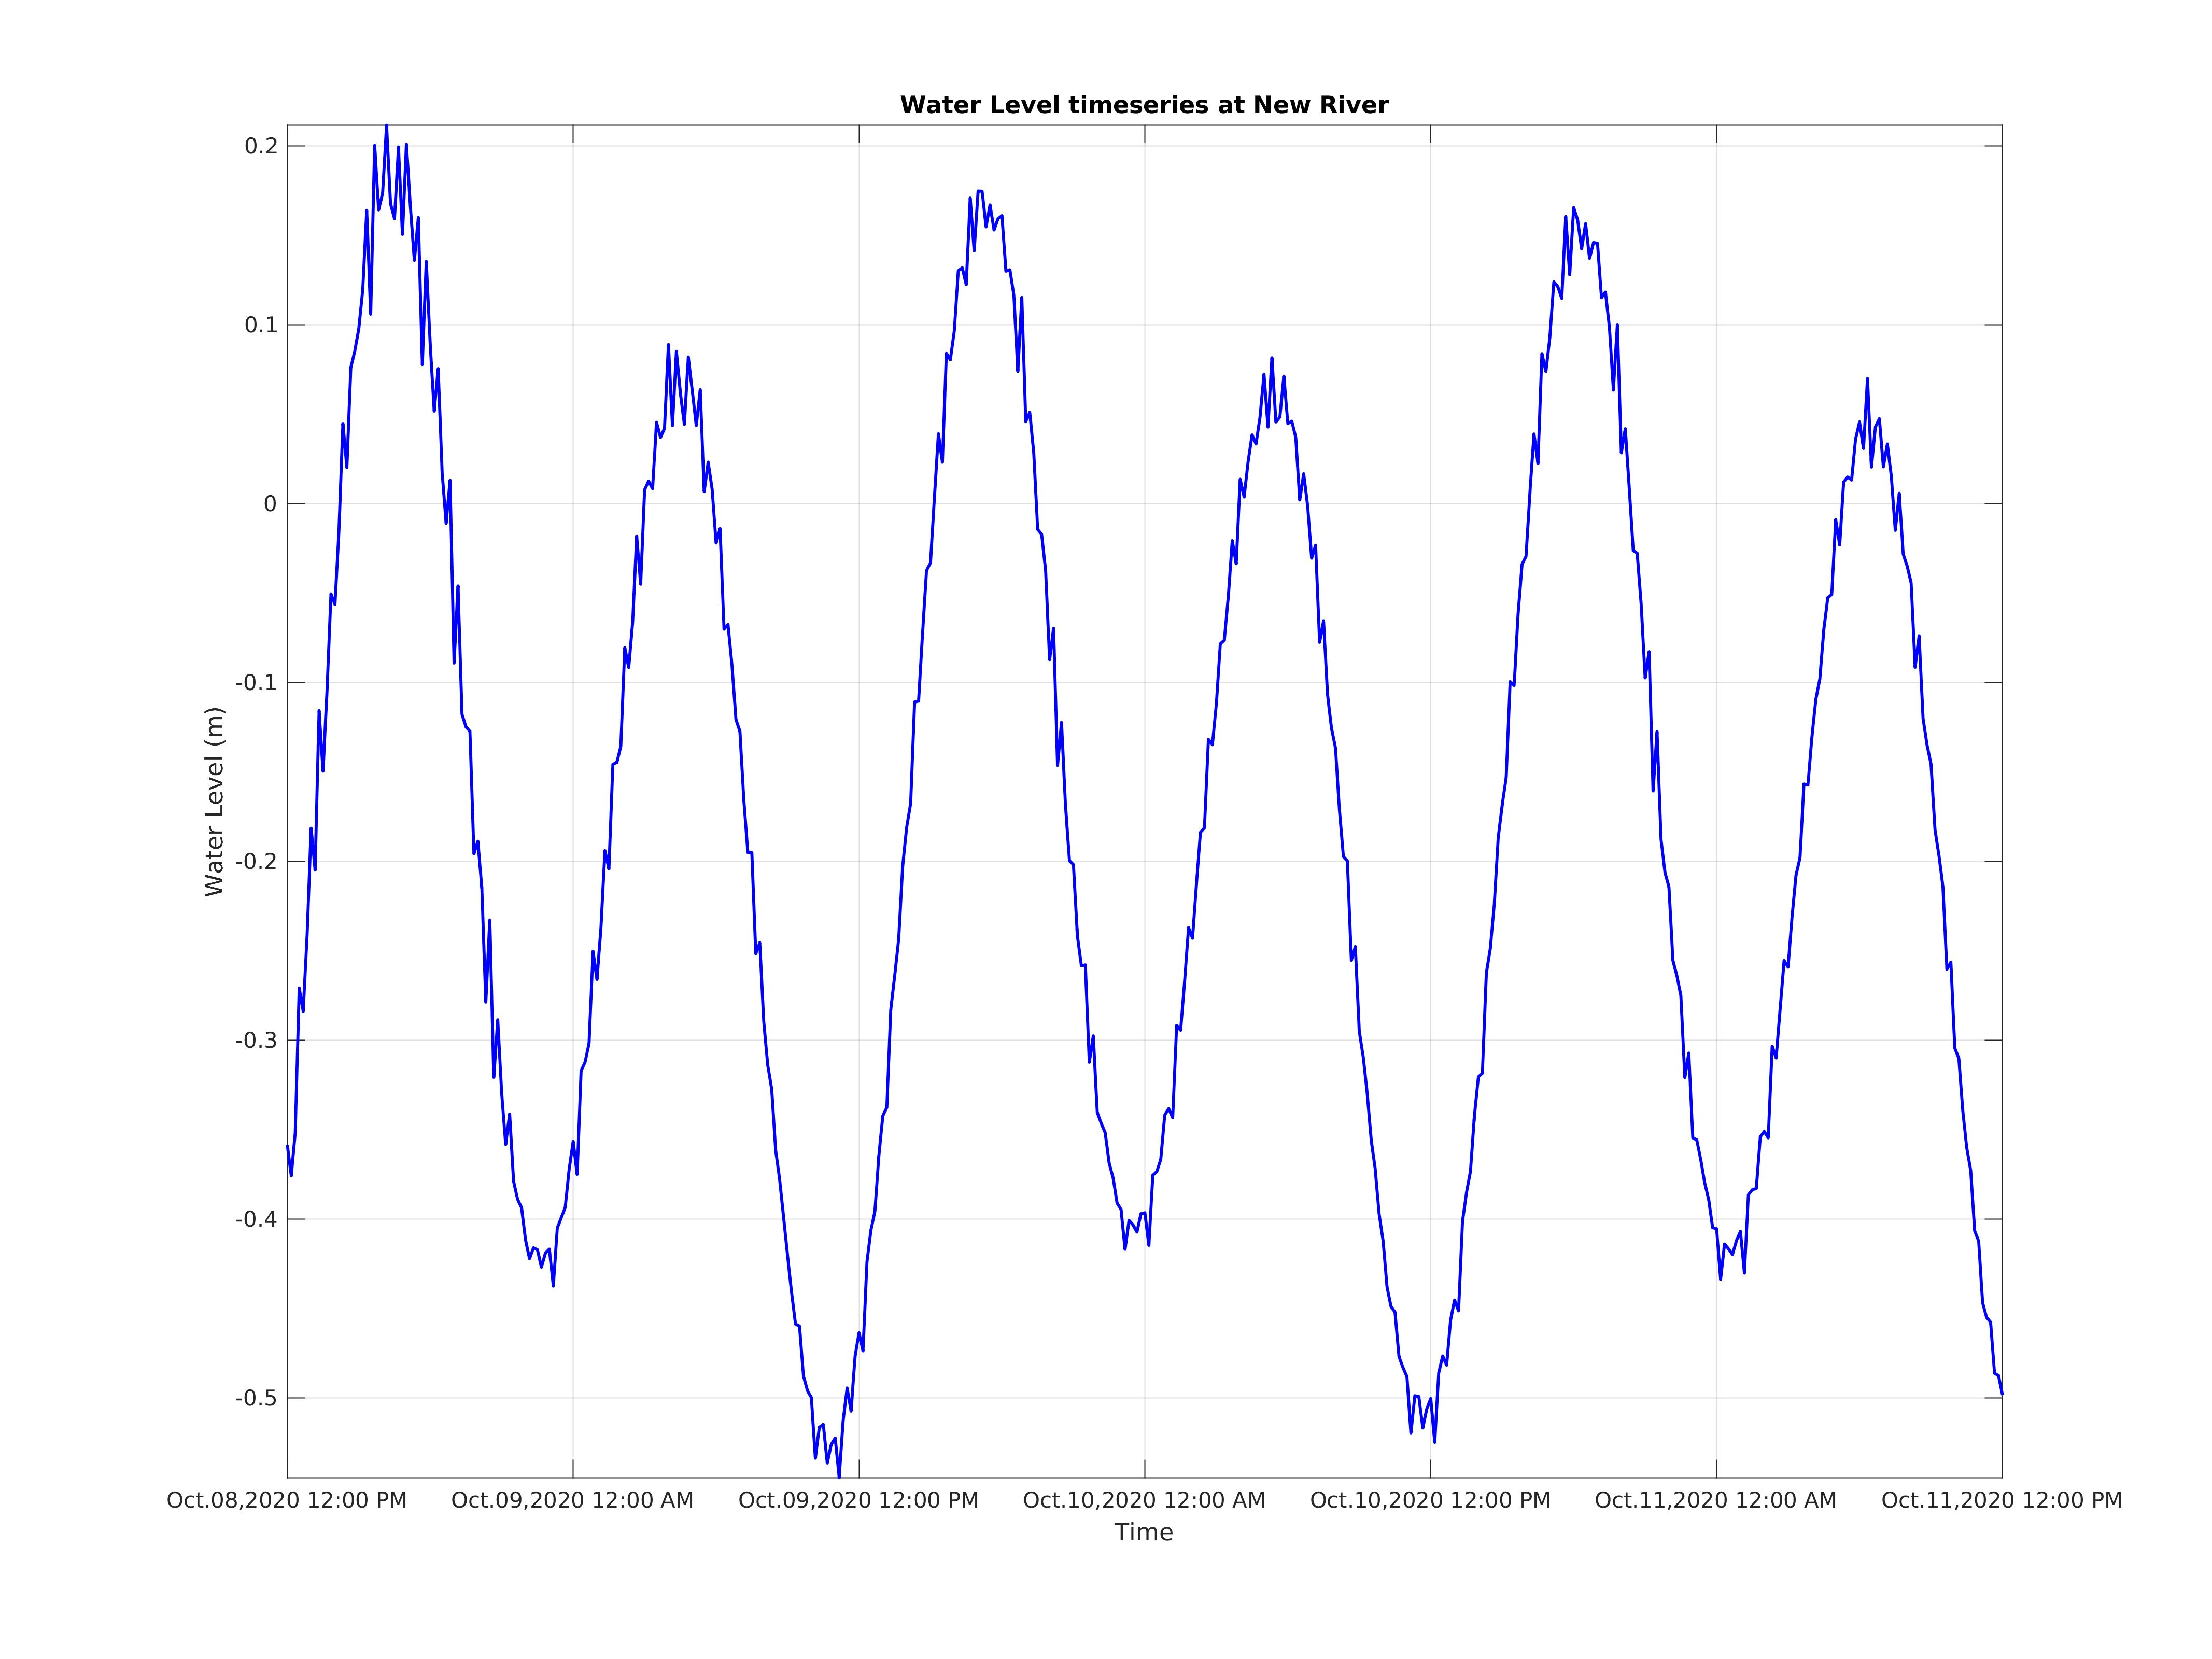 Water Level timeseries at New River
0.2
0.1
0
-0.1
-0.2
-0.3
-0.4
-0.5
Water Level (m)
Oct.08,2020 12:00 PM Oct.09,2020 12:00 AM Oct.09,2020 12:00 PM Oct.10,2020 12:00 AM Oct.10,2020 12:00 PM Oct.11,2020 12:00 AM Oct.11,2020 12:00 PM
Time